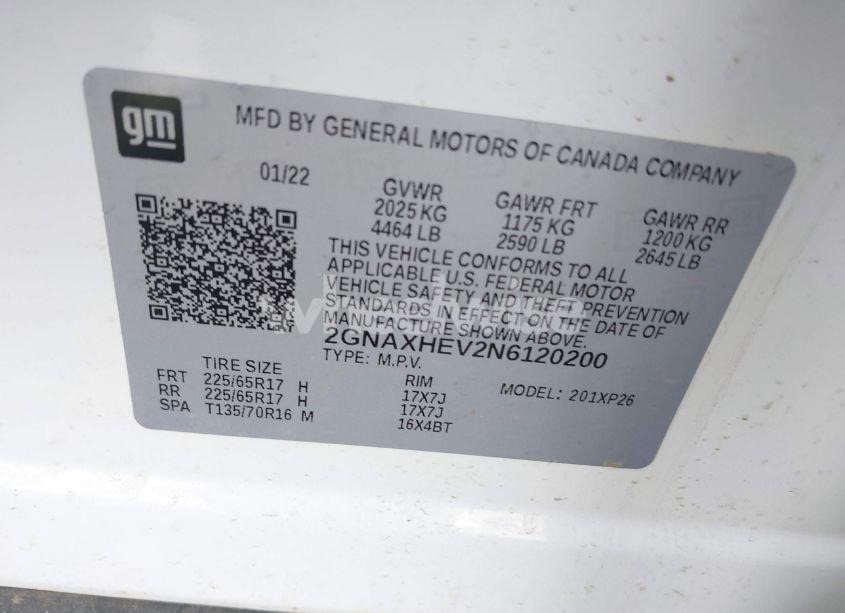 gm
MFD BY GENERAL MOTORS OF CANADA COMPANY
01/22
GVWR
2025 KG
4464 LB
GAWR FRT
1175 KG
2590 LB
GAWR RR
1200 KG
2645 LB
THIS VEHICLE CONFORMS TO ALL
APPLICABLE U.S. FEDERAL MOTOR
VEHICLE SAFETY AND THEFT PREVENTION
STANDARDS IN EFFECT ON THE DATE OF
MANUFACTURE SHOWN ABOVE.
2GNAXHEV2N6120200
TYPE: M.P.V.
MODEL: 201XP26
TIRE SIZE RIM
FRT 225/65R17 H 17X7J
RR 225/65R17 H 17X7J
SPA T135/70R16 M 16X4BT